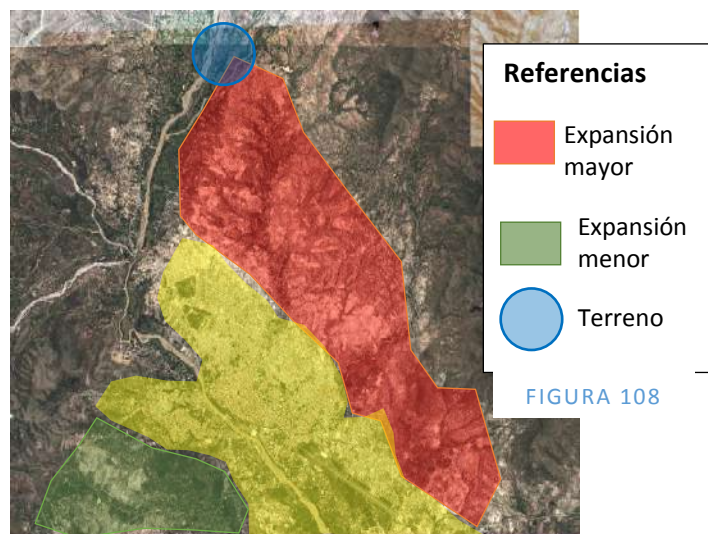 Referencias
Expansión
mayor
Expansión
menor
Terreno
FIGURA 108